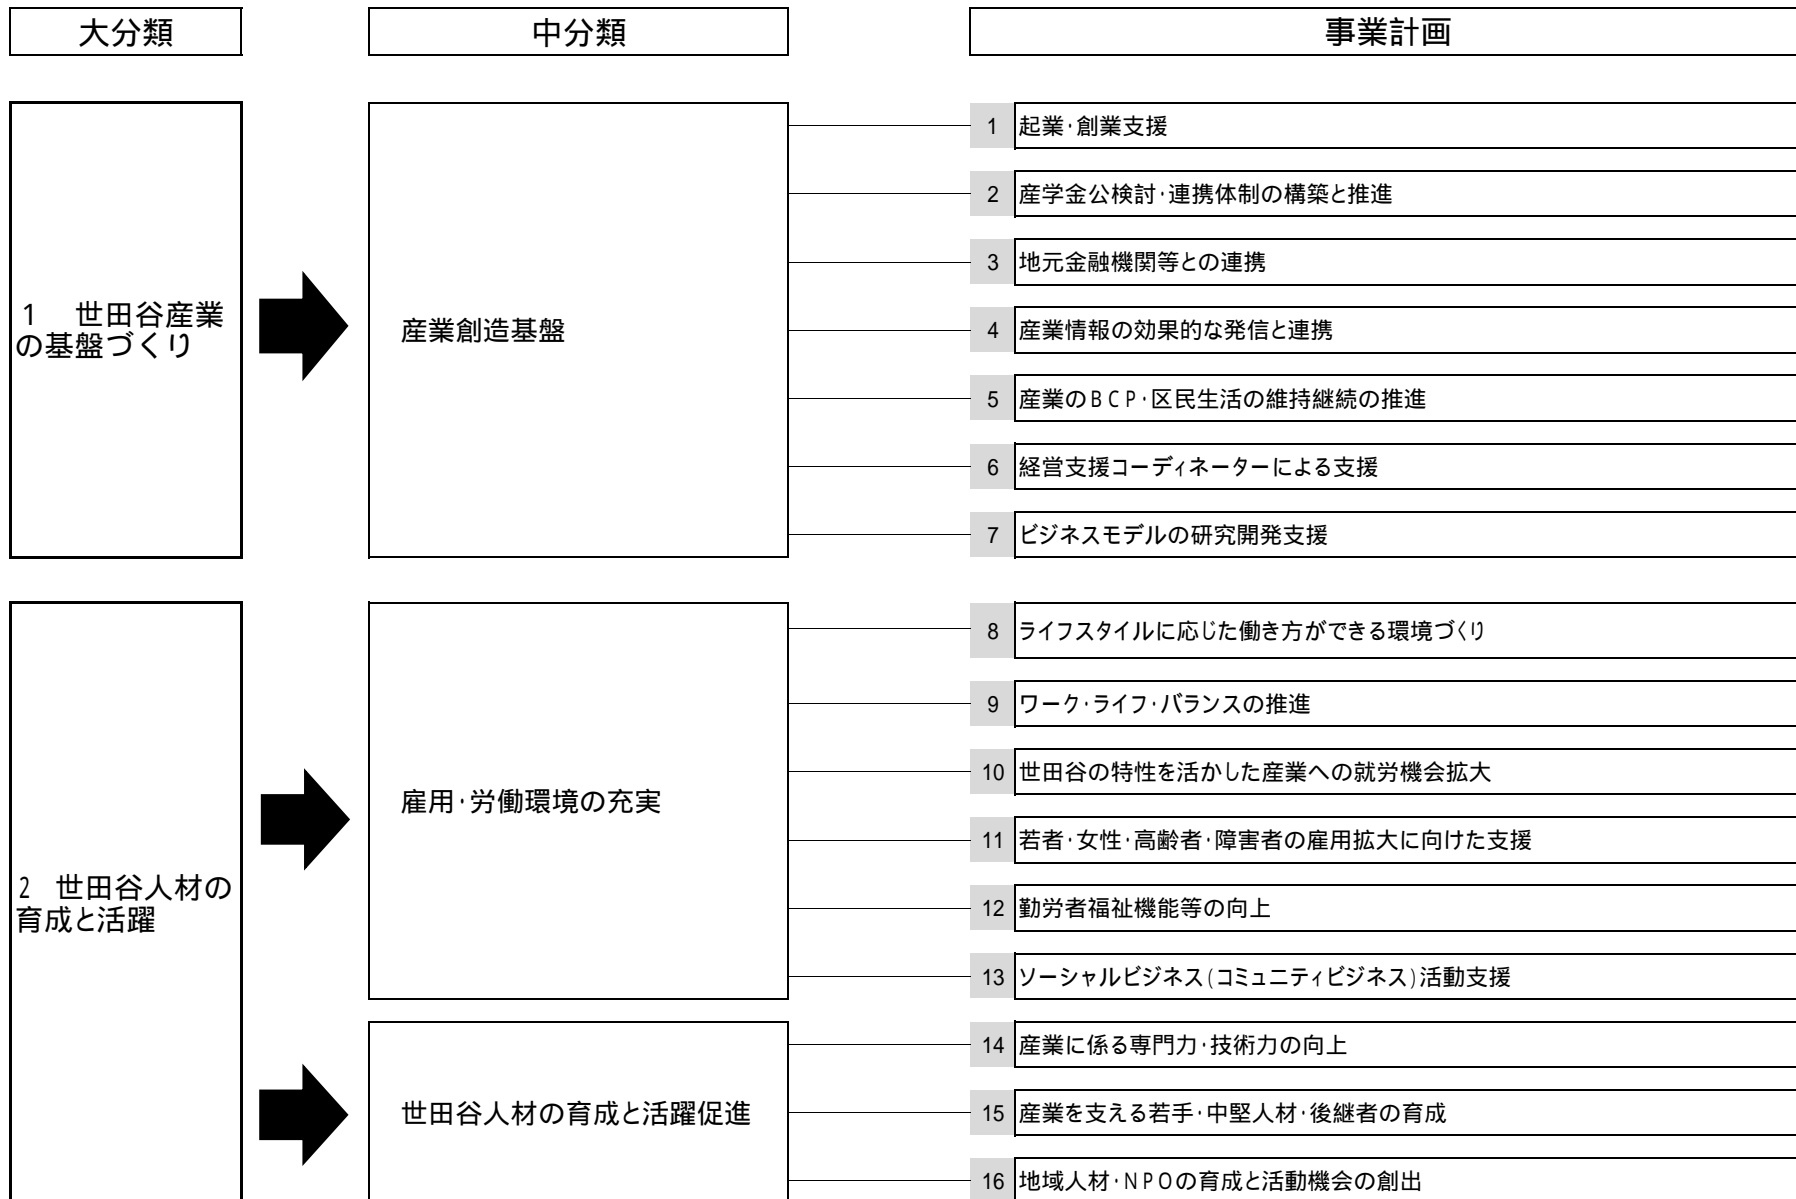 大分類
中分類
事業計画
1　世田谷産業
の基盤づくり
産業創造基盤
1 起業・創業支援
2 産学金公検討・連携体制の構築と推進
3 地元金融機関等との連携
4 産業情報の効果的な発信と連携
5 産業のBCP・区民生活の維持継続の推進
6 経営支援コーディネーターによる支援
7 ビジネスモデルの研究開発支援
2　世田谷人材の
育成と活躍
雇用・労働環境の充実
8 ライフスタイルに応じた働き方ができる環境づくり
9 ワーク・ライフ・バランスの推進
10 世田谷の特性を活かした産業への就労機会拡大
11 若者・女性・高齢者・障害者の雇用拡大に向けた支援
12 勤労者福祉機能等の向上
13 ソーシャルビジネス(コミュニティビジネス)活動支援
世田谷人材の育成と活躍促進
14 産業に係る専門力・技術力の向上
15 産業を支える若手・中堅人材・後継者の育成
16 地域人材・NPOの育成と活動機会の創出